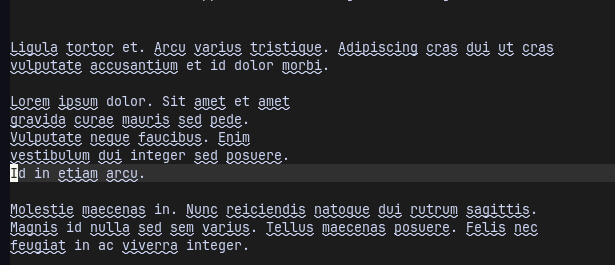 Ligula tortor et. Arcu varius tristique. Adipiscing cras dui ut cras
vulputate accusantium et id dolor morbi.
Lorem ipsum dolor. Sit amet et amet
gravida curae mauris sed pede.
Vulputate neque faucibus. Enim
vestibulum dui integer sed posuere.
Id in etiam arcu.
Molestie maecenas in. Nunc reiciendis natoque dui rutrum sagittis.
Magnis id nulla sed sem varius. Tellus maecenas posuere. Felis nec
feugiat in ac viverra integer.